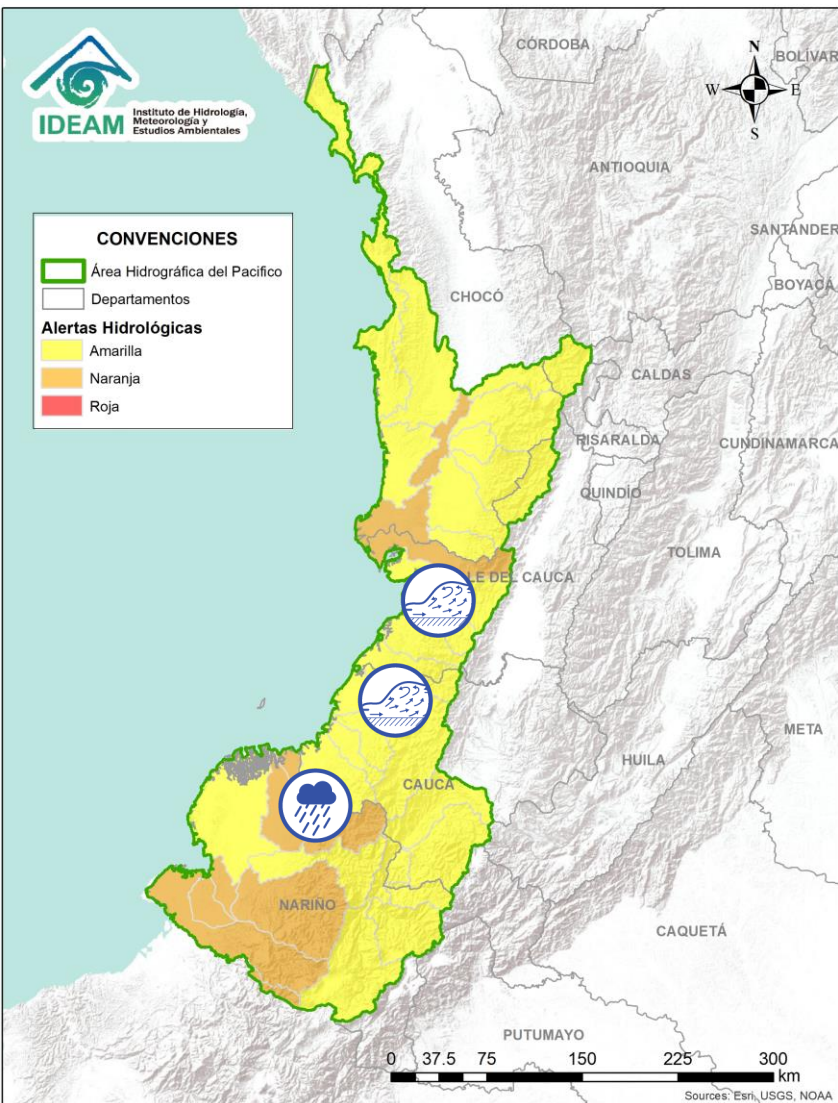 IDEAM
Instituto de Hidrología,
Meteorología y
Estudios Ambientales
N
W
E
S
CÓRDOBA
BOLÍVAR
ANTIOQUIA
SANTANDER
BOYACÁ
CHOCÓ
CALDAS
RISARALDA
CUNDINAMARCA
QUINDÍO
TOLIMA
LE DEL CAUCA
META
HUILA
CAUCA
NARIÑO
CAQUETÁ
PUTUMAYO
CONVENCIONES
Área Hidrográfica del Pacifico
Departamentos
Alertas Hidrológicas
Amarilla
Naranja
Roja
0 37.5 75 150 225 300
km
Sources: Esri, USGS, NOAA